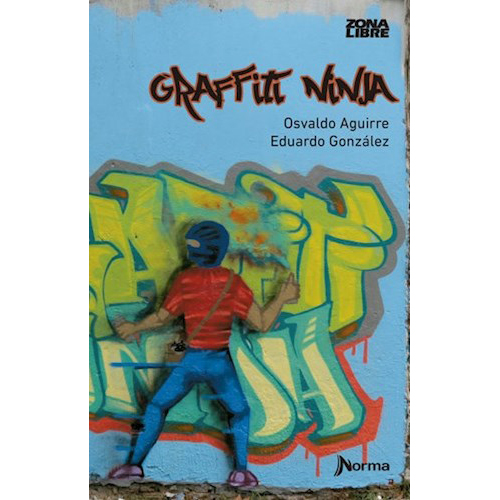 ZONA
LIBRE
GRAFFITI NINJA
Osvaldo Aguirre
Eduardo González
Norma